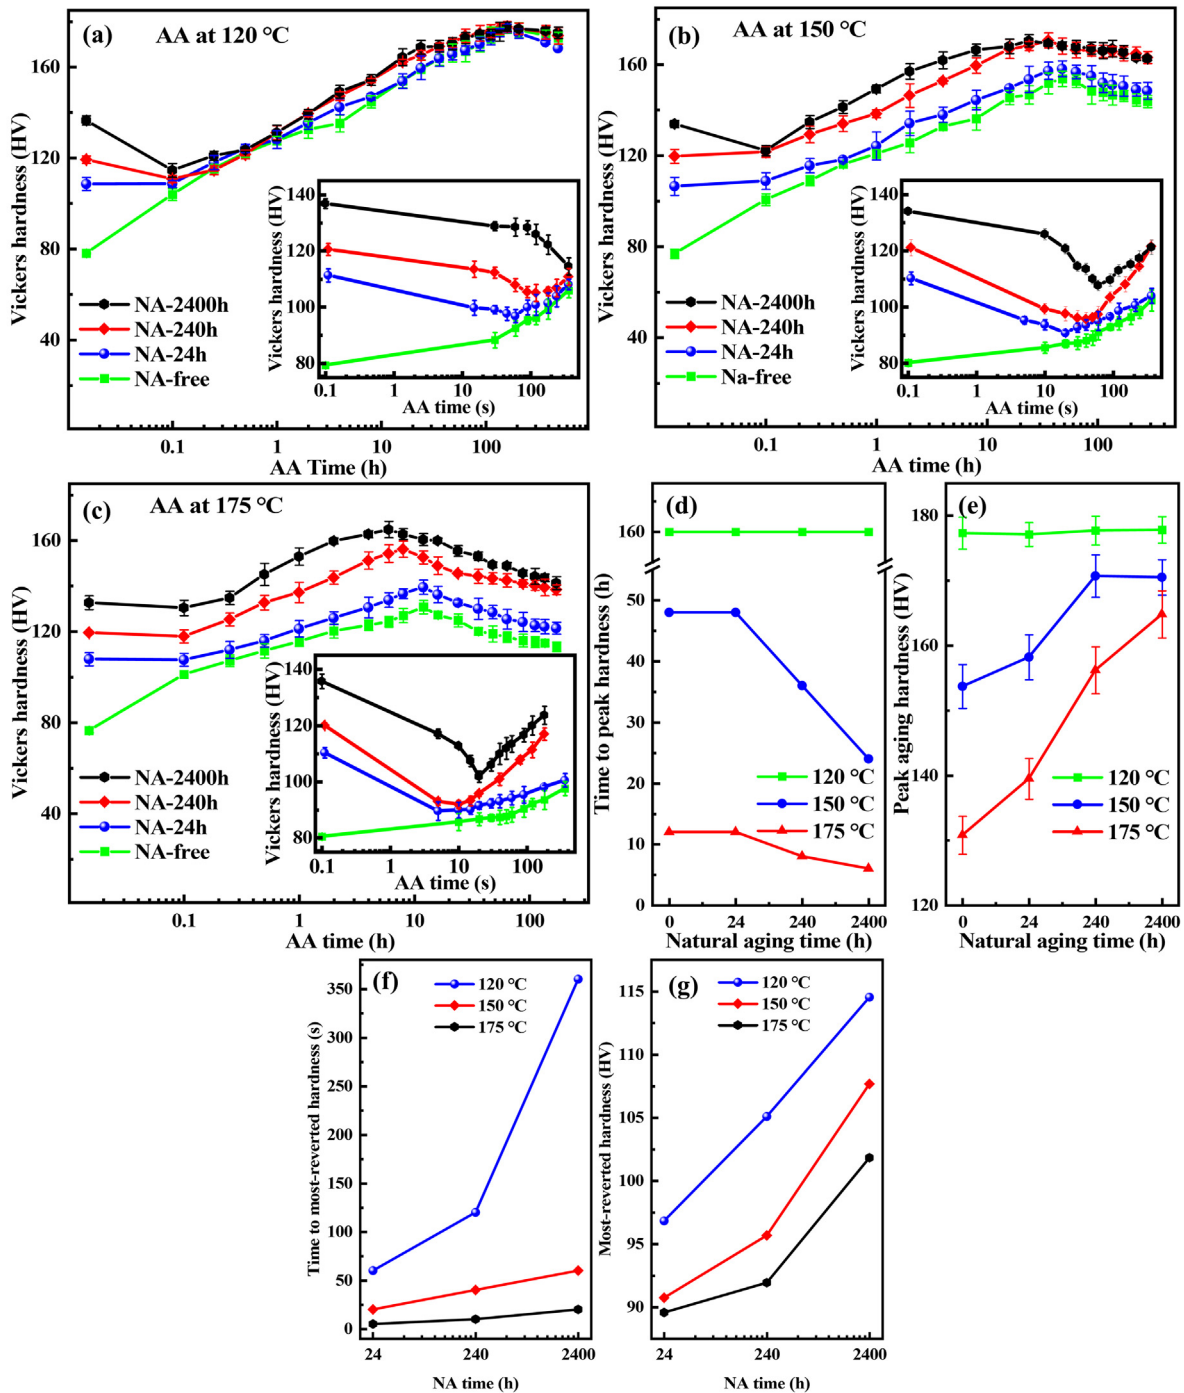 (a) AA at 120 °C
Vickers hardness (HV)
160
120
80
40
0.1 1 10 100
AA Time (h)
NA-2400h
NA-240h
NA-24h
NA-free
Vickers hardness (HV)
140
120
100
80
0.1 1 10 100
AA time (s)
(b) AA at 150 °C
Vickers hardness (HV)
160
120
80
40
0.1 1 10 100
AA time (h)
NA-2400h
NA-240h
NA-24h
Na-free
Vickers hardness (HV)
140
120
100
80
0.1 1 10 100
AA time (s)
(c) AA at 175 °C
Vickers hardness (HV)
160
120
80
40
0.1 1 10 100
AA time (h)
NA-2400h
NA-240h
NA-24h
NA-free
Vickers hardness (HV)
140
120
100
80
0.1 1 10 100
AA time (s)
(d)
Time to peak hardness (h)
160
50
40
30
20
10
0
120 °C
150 °C
175 °C
0 24 240 2400
Natural aging time (h)
(e)
Peak aging hardness (HV)
180
160
140
120
120 °C
150 °C
175 °C
0 24 240 2400
Natural aging time (h)
(f)
Time to most-reverted hardness (s)
350
300
250
200
150
100
50
0
120 °C
150 °C
175 °C
24 240 2400
NA time (h)
(g)
Most-reverted hardness (HV)
115
110
105
100
95
90
120 °C
150 °C
175 °C
24 240 2400
NA time (h)